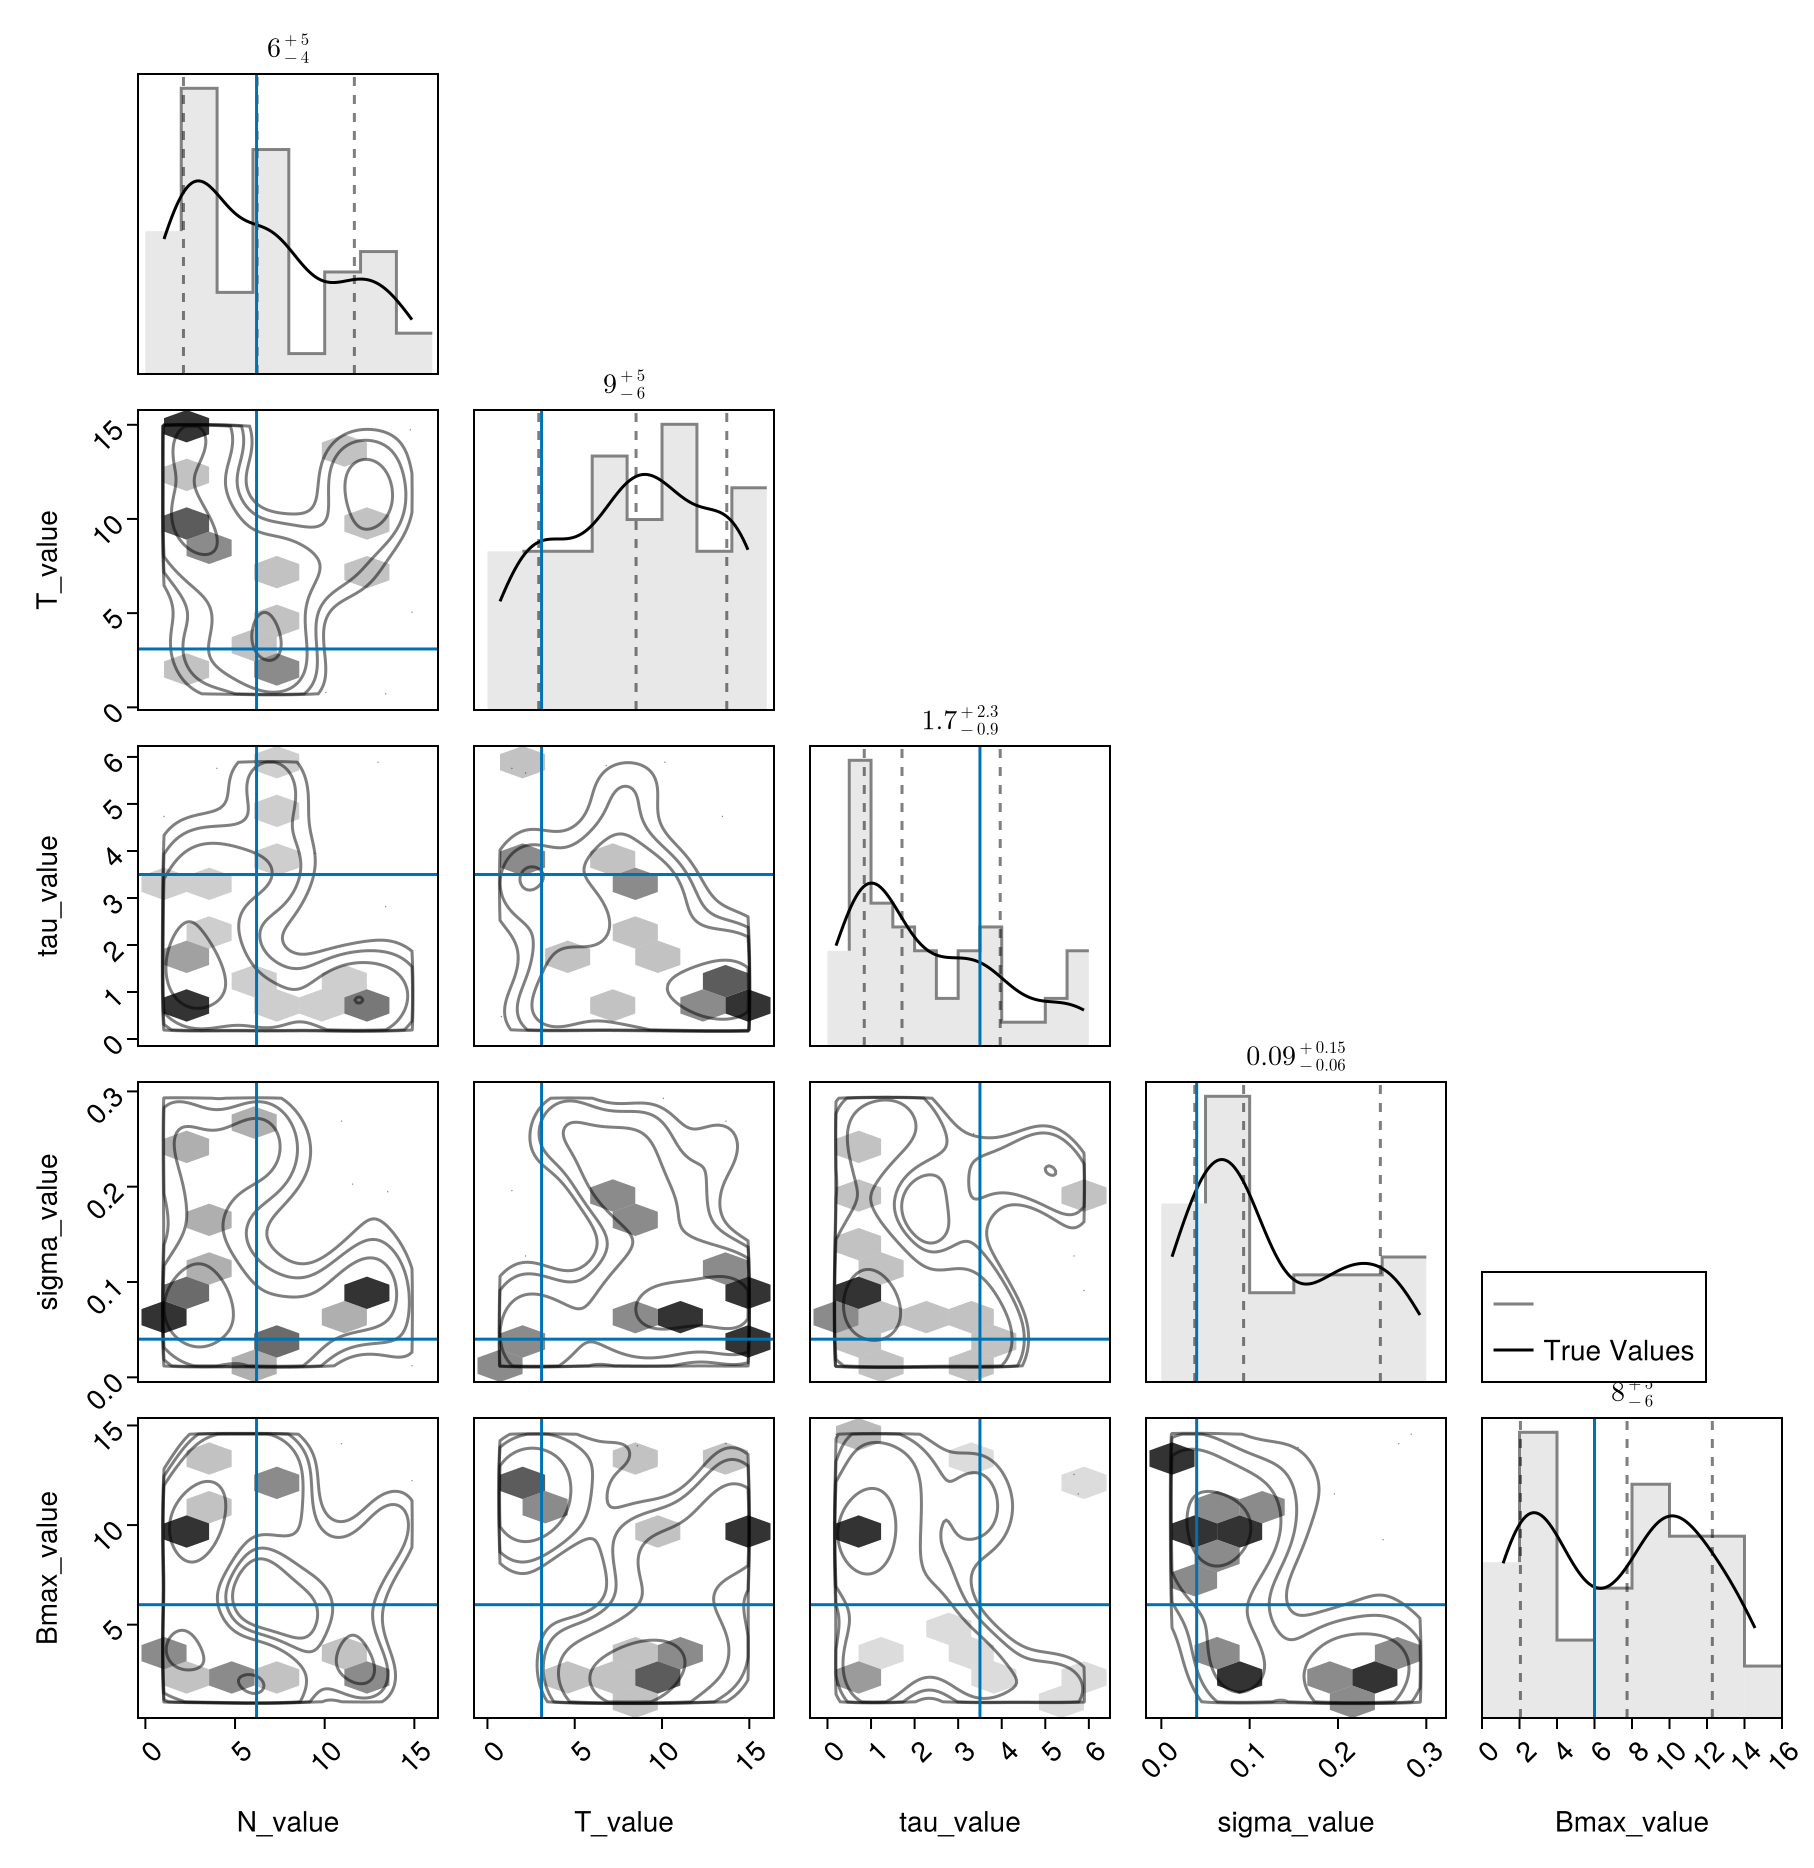 6 +5 −4
15
10
5
0
T_value
9 +5 −6
6
5
4
3
2
1
0
tau_value
1.7 +2.3 −0.9
0.3
0.2
0.1
0.0
sigma_value
0.09 +0.15 −0.06
True Values
15
10
5
Bmax_value
8 −6
0 5 10 15
0 5 10 15
0 1 2 3 4 5 6
0.0 0.1 0.2 0.3
0 2 4 6 8 10 12 14 16
N_value
T_value
tau_value
sigma_value
Bmax_value